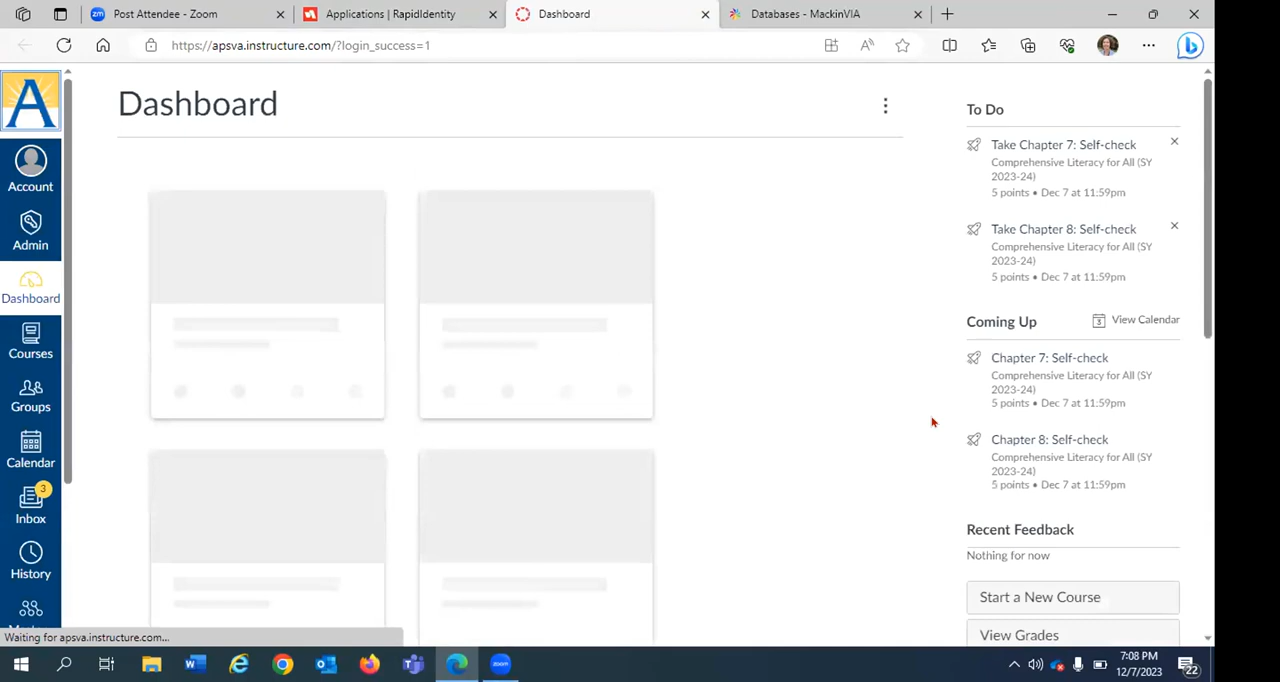 Post Attendee - Zoom
Applications | RapidIdentity
Dashboard
Databases - MackinVIA
https://apsva.instructure.com/?login_success=1
Account
Admin
Dashboard
Courses
Groups
Calendar
3
Inbox
History
Dashboard
To Do
Take Chapter 7: Self-check
Comprehensive Literacy for All (SY
2023-24)
5 points • Dec 7 at 11:59pm
Take Chapter 8: Self-check
Comprehensive Literacy for All (SY
2023-24)
5 points • Dec 7 at 11:59pm
Coming Up
3 View Calendar
Chapter 7: Self-check
Comprehensive Literacy for All (SY
2023-24)
5 points • Dec 7 at 11:59pm
Chapter 8: Self-check
Comprehensive Literacy for All (SY
2023-24)
5 points • Dec 7 at 11:59pm
Recent Feedback
Nothing for now
Start a New Course
View Grades
Waiting for apsva.instructure.com...
7:08 PM
12/7/2023
22